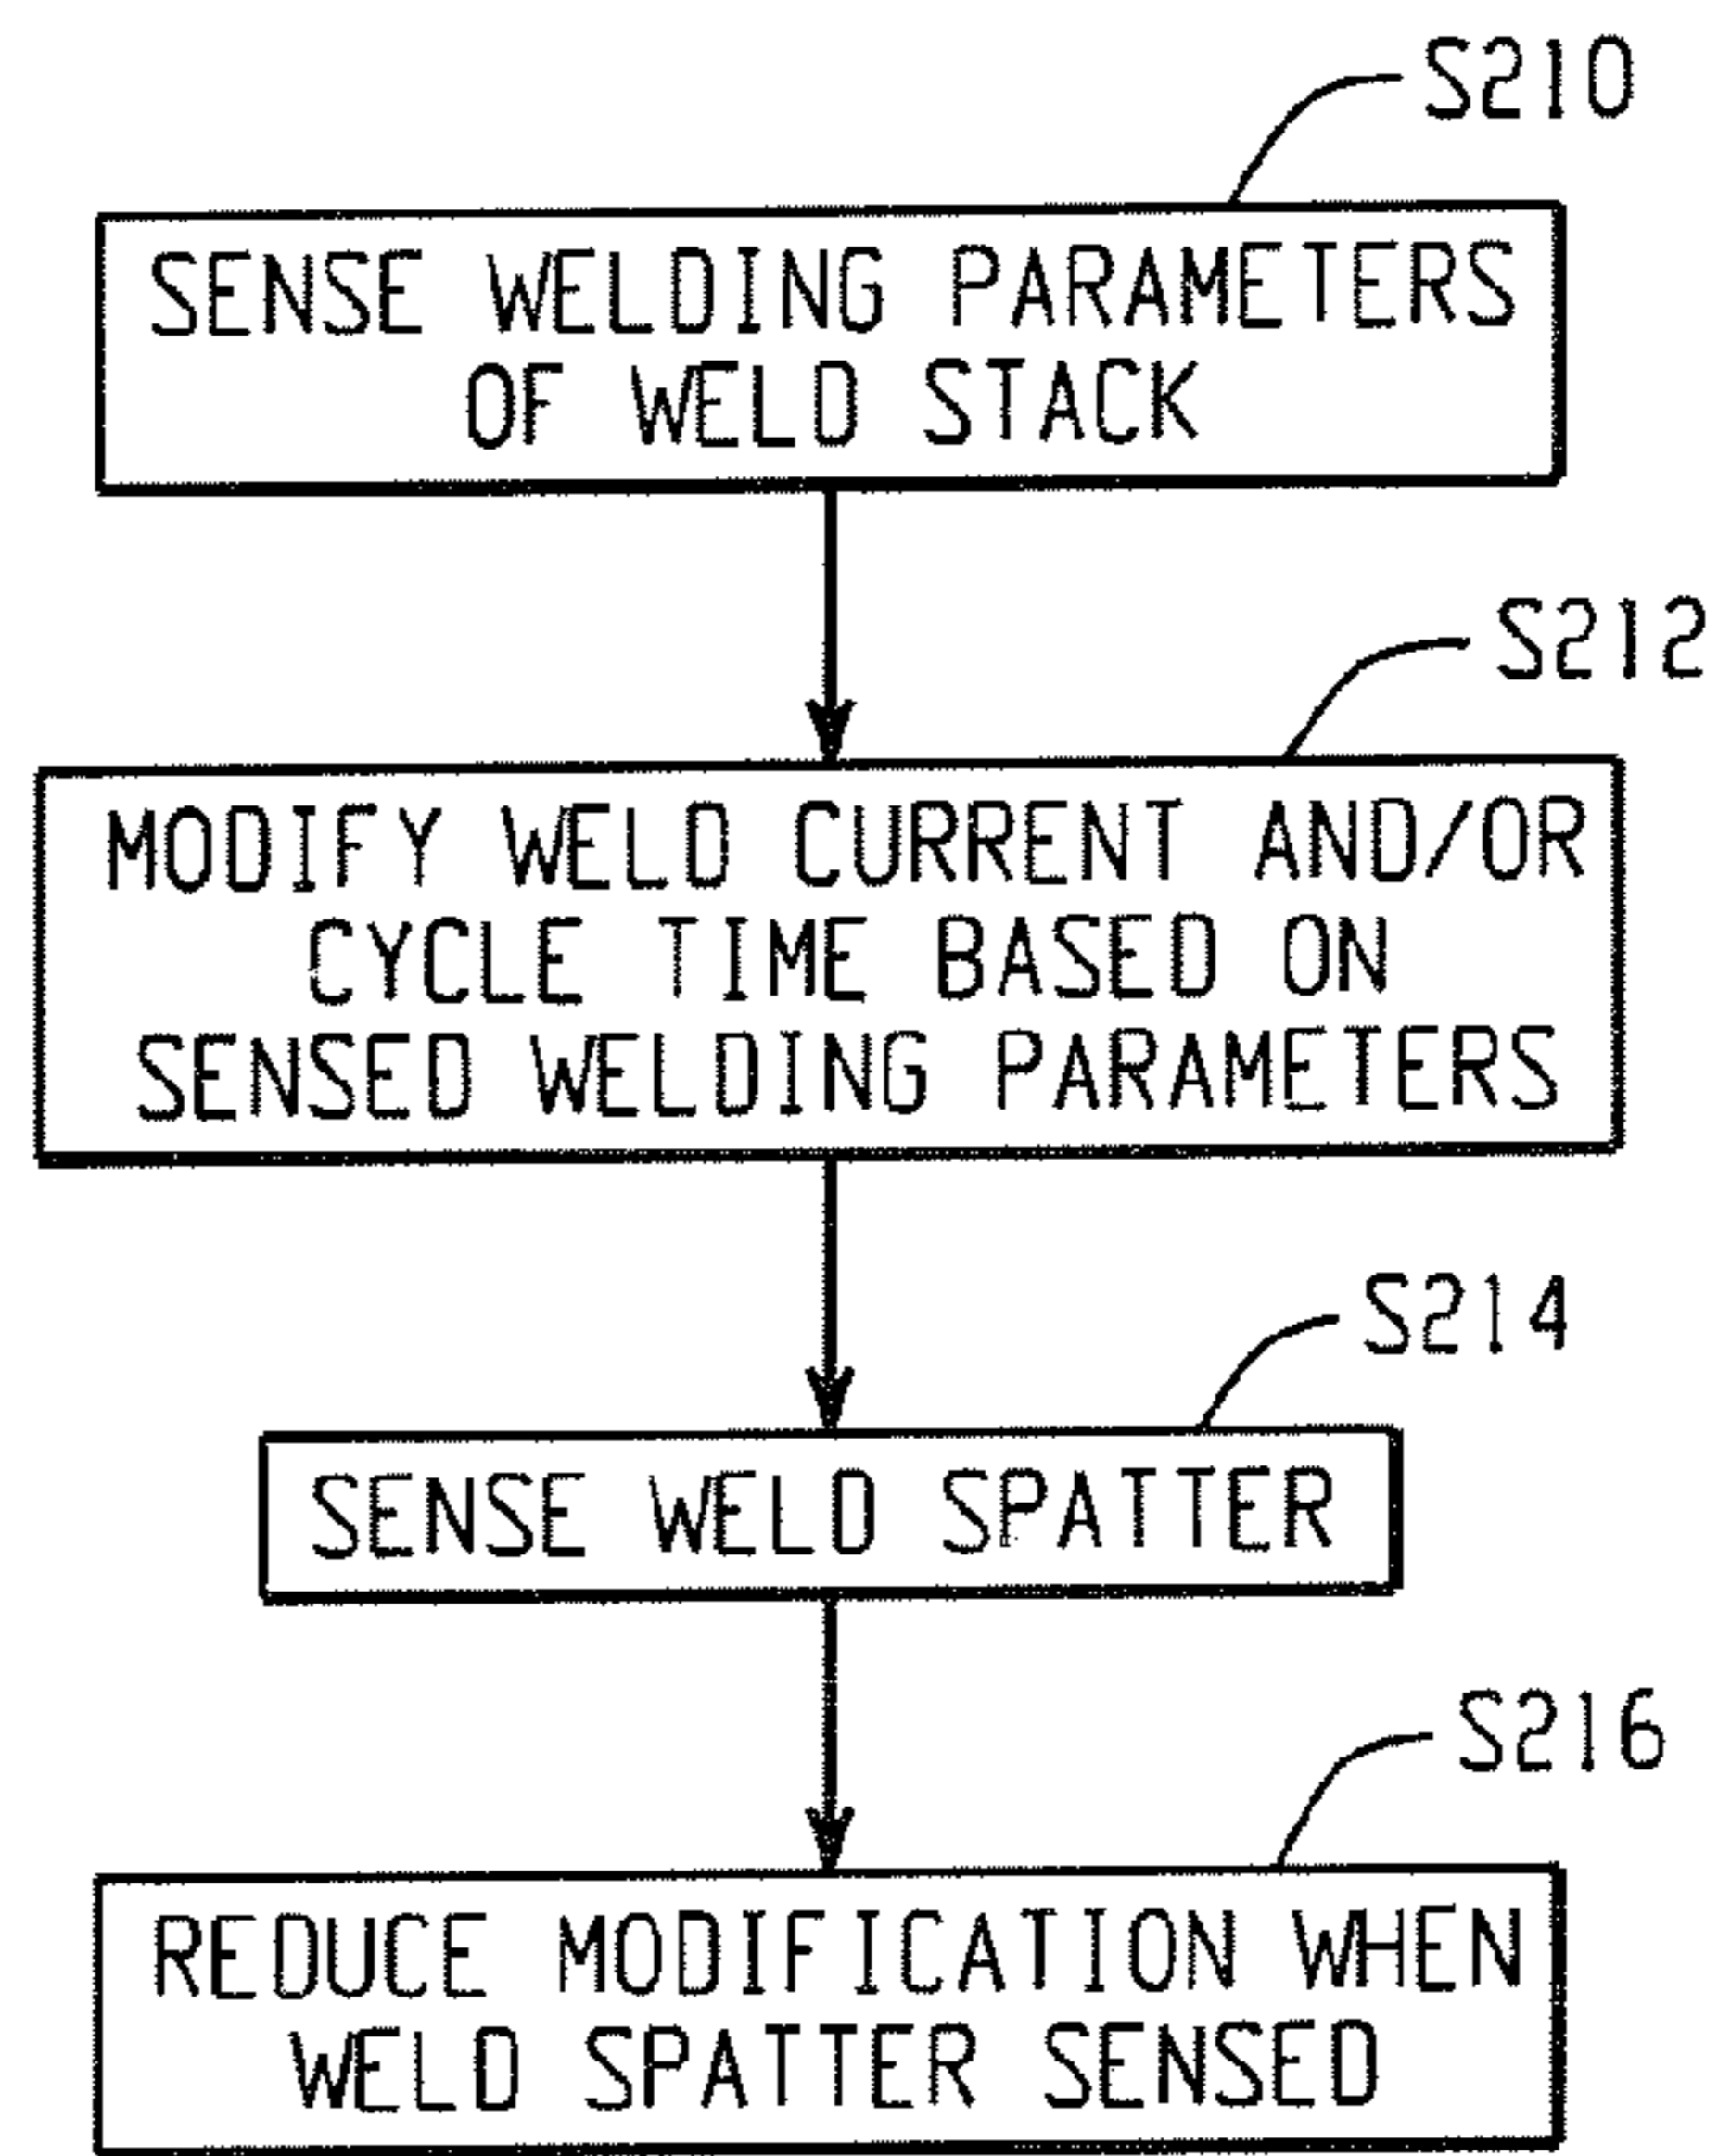 S210
SENSE WELDING PARAMETERS
OF WELD STACK
S212
MODIFY WELD CURRENT AND/OR
CYCLE TIME BASED ON
SENSED WELDING PARAMETERS
S214
SENSE WELD SPATTER
S216
REDUCE MODIFICATION WHEN
WELD SPATTER SENSED